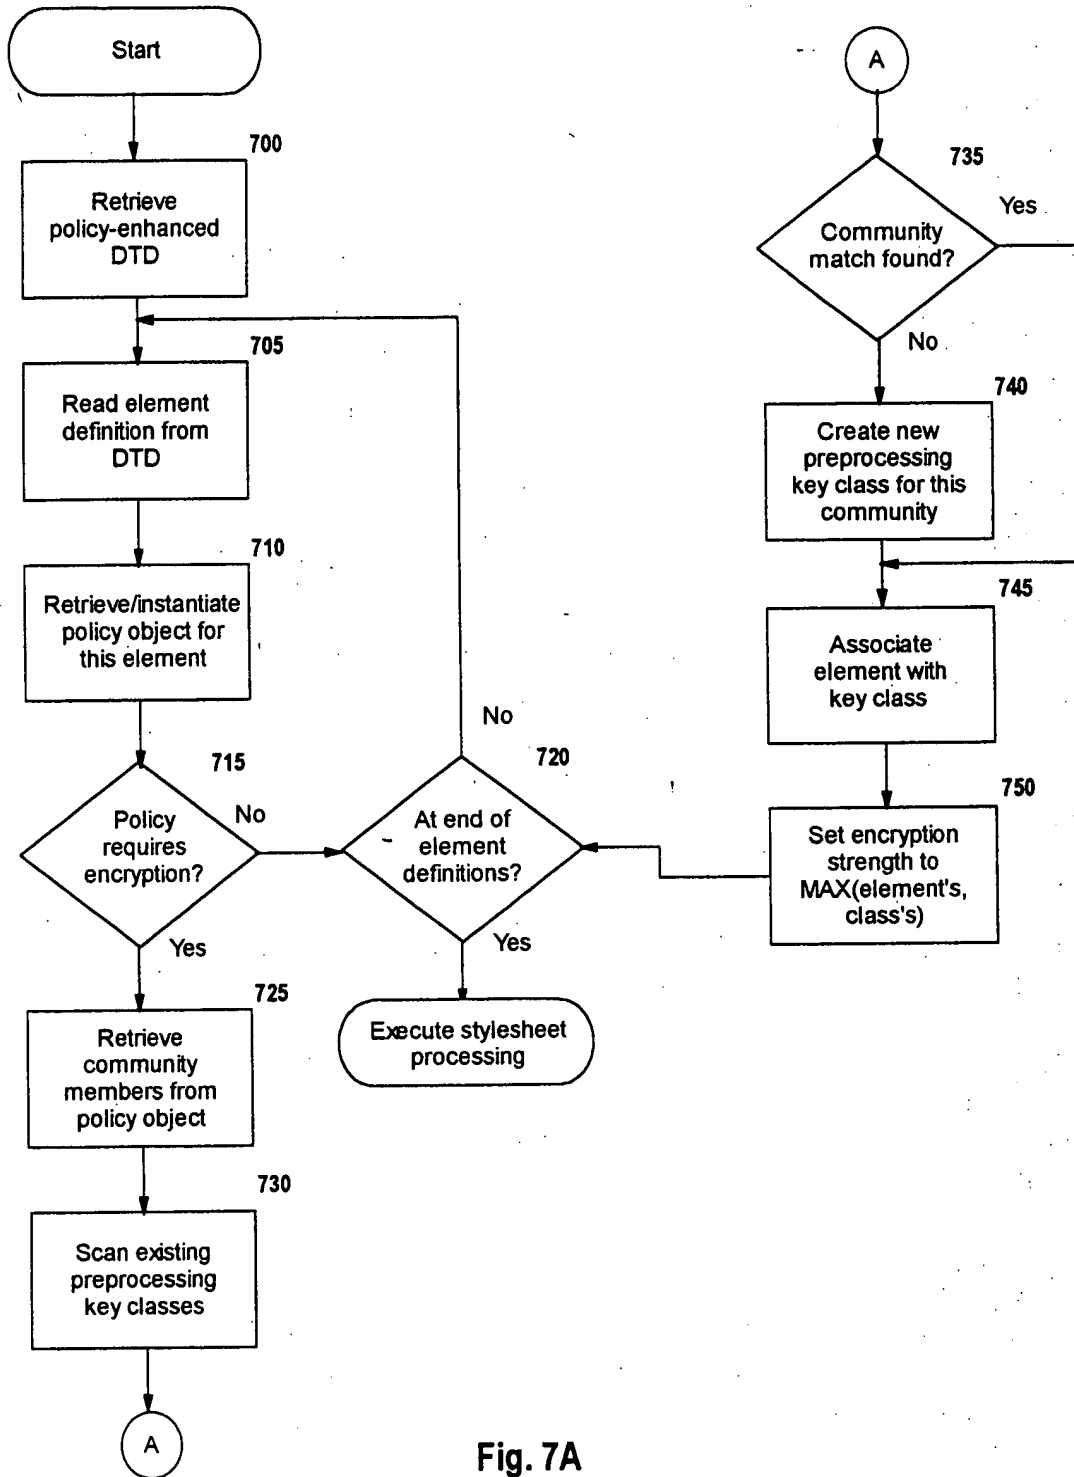 Start
700
Retrieve
policy-enhanced
DTD
705
Read element
definition from
DTD
710
Retrieve/instantiate
policy object for
this element
715
Policy
requires
encryption?
No
Yes
720
At end of
element
definitions?
No
Yes
Execute stylesheet
processing
725
Retrieve
community
members from
policy object
730
Scan existing
preprocessing
key classes
A
A
735
Community
match found?
Yes
No
740
Create new
preprocessing
key class for this
community
745
Associate
element with
key class
750
Set encryption
strength to
MAX(element's,
class's)
Fig. 7A